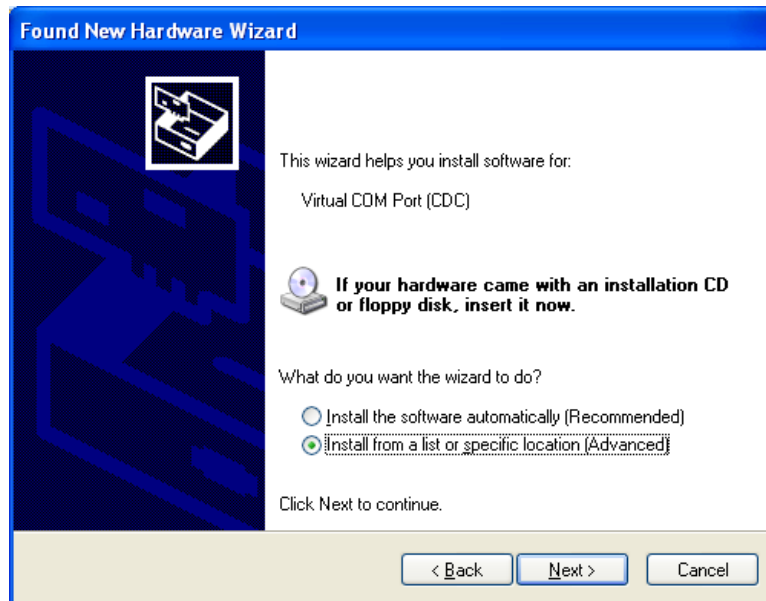 Found New Hardware Wizard
This wizard helps you install software for:
Virtual COM Port (CDC)
If your hardware came with an installation CD
or floppy disk, insert it now.
What do you want the wizard to do?
Install the software automatically (Recommended)
Install from a list or specific location (Advanced)
Click Next to continue.
< Back Next > Cancel